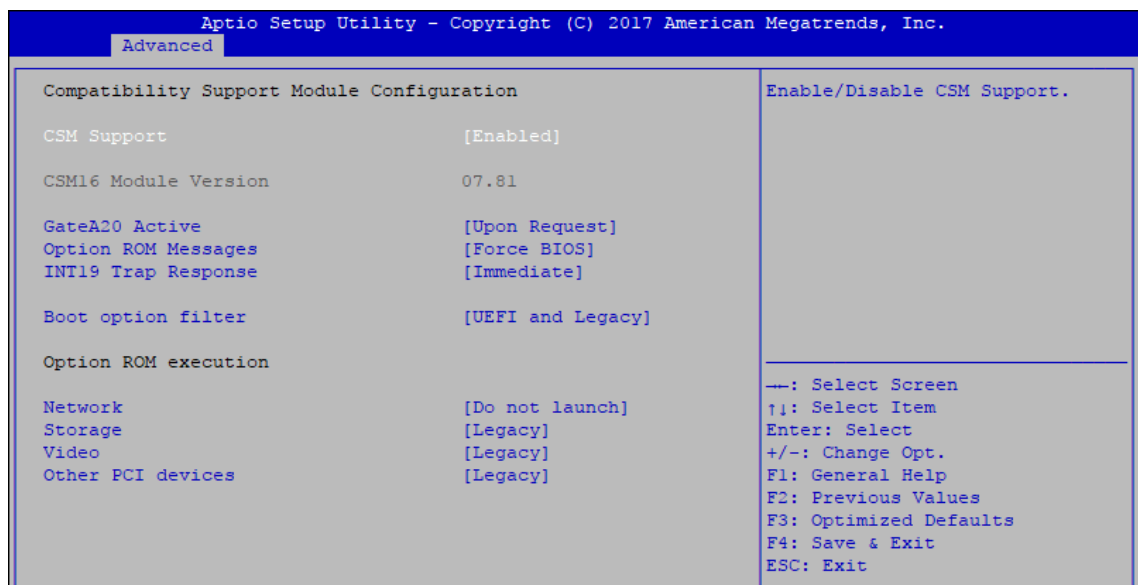 Aptio Setup Utility - Copyright (C) 2017 American Megatrends, Inc.
Advanced
Compatibility Support Module Configuration
CSM Support [Enabled]
CSM16 Module Version 07.81
GateA20 Active [Upon Request]
Option ROM Messages [Force BIOS]
INT19 Trap Response [Immediate]
Boot option filter [UEFI and Legacy]
Option ROM execution
Network [Do not launch]
Storage [Legacy]
Video [Legacy]
Other PCI devices [Legacy]
Enable/Disable CSM Support.
→←: Select Screen
↑↓: Select Item
Enter: Select
+/-: Change Opt.
F1: General Help
F2: Previous Values
F3: Optimized Defaults
F4: Save & Exit
ESC: Exit